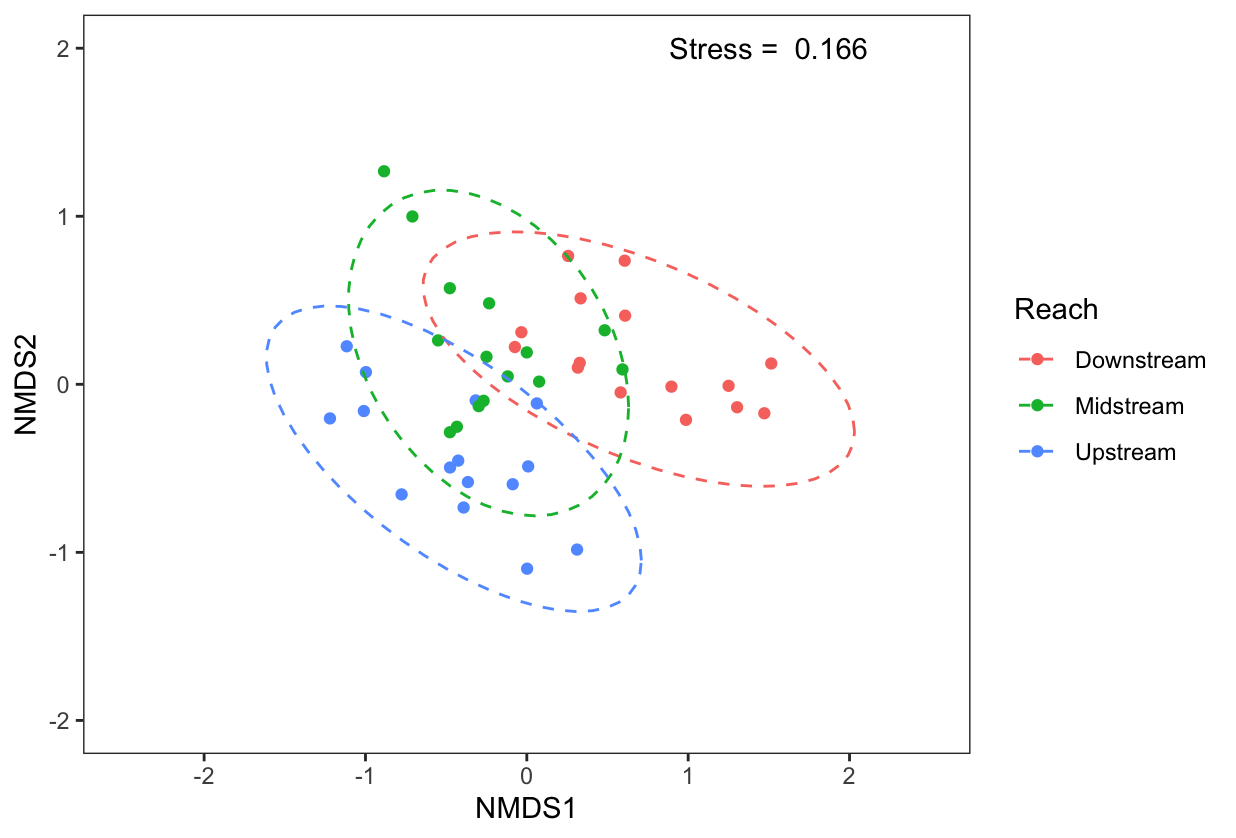 Stress =  0.166
2
1
0
-1
-2
NMDS2
-2
-1
0
1
2
NMDS1
Reach
Downstream
Midstream
Upstream